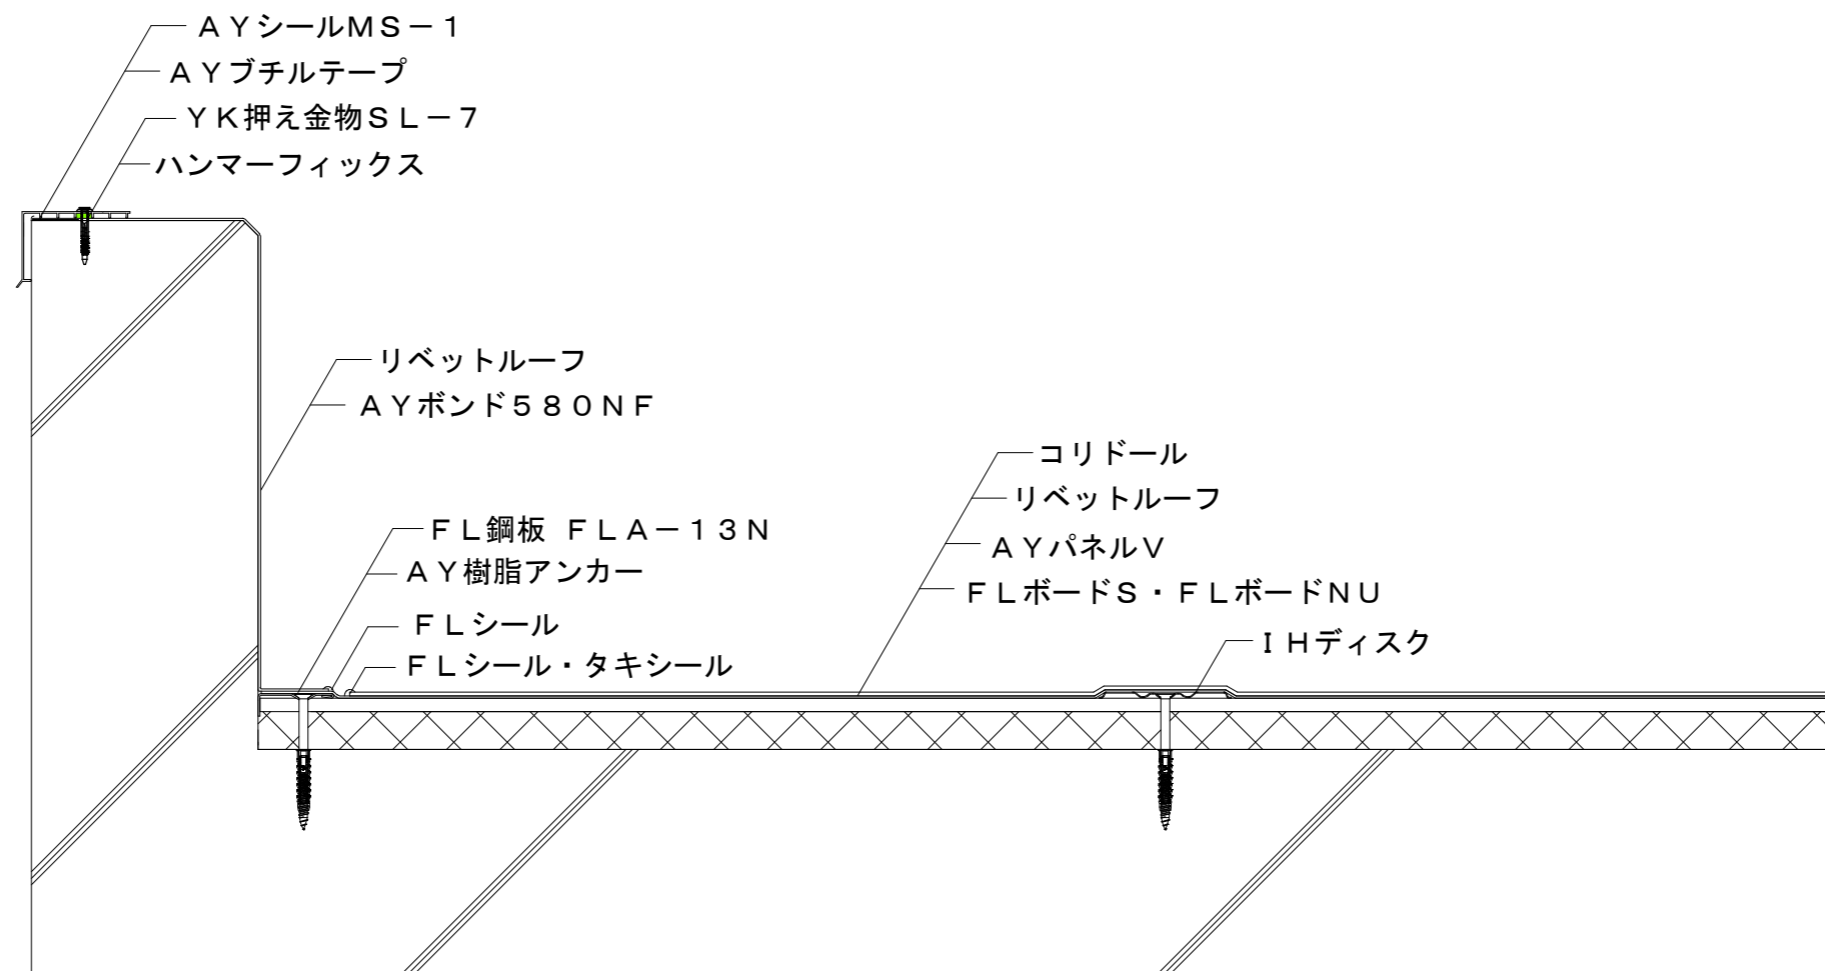 ＡＹシールＭＳ－１
ＡＹブチルテープ
ＹＫ押え金物ＳＬ－７
ハンマーフィックス
リベットルーフ
ＡＹボンド５８０ＮＦ
コリドール
リベットルーフ
ＡＹパネルＶ
ＦＬボードＳ・ＦＬボードＮＵ
ＦＬ鋼板 ＦＬＡ－１３Ｎ
ＡＹ樹脂アンカー
ＦＬシール
ＦＬシール・タキシール
ＩＨディスク